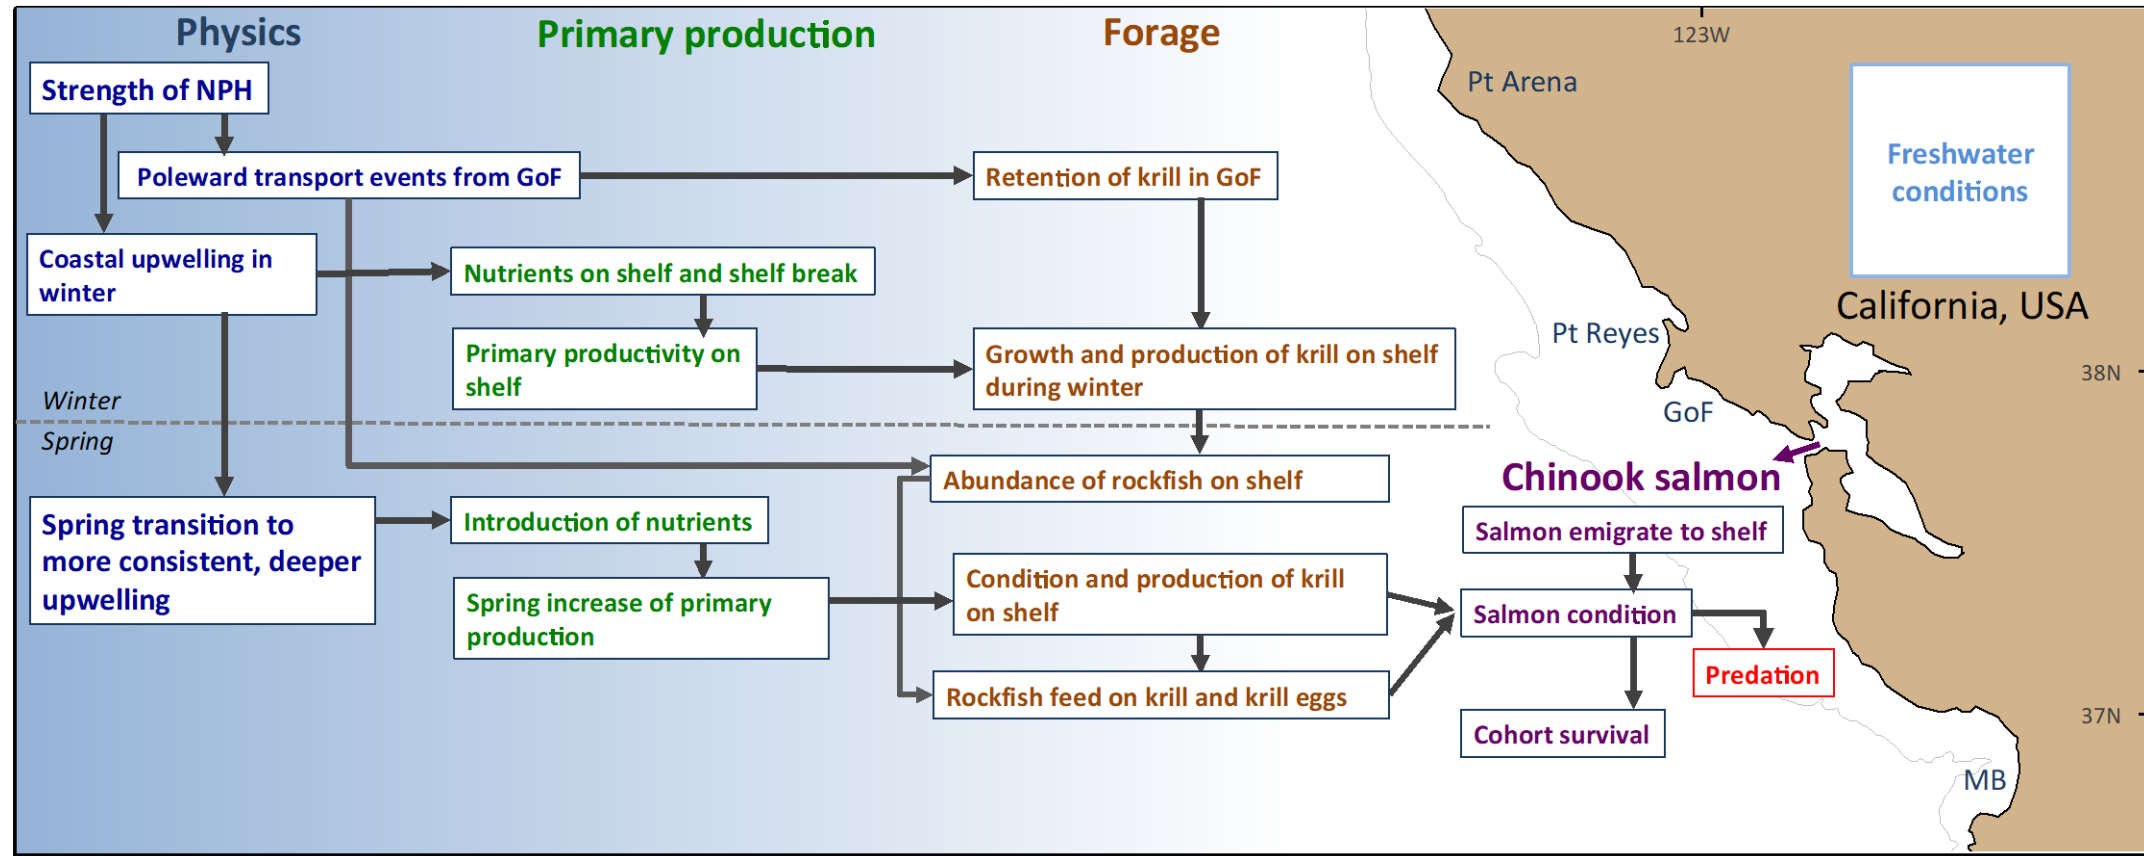 Physics
Primary production
Forage
123W
Strength of NPH
Pt Arena
Freshwater
conditions
Poleward transport events from GoF
Retention of krill in GoF
Coastal upwelling in
winter
Nutrients on shelf and shelf break
California, USA
Primary productivity on
shelf
Growth and production of krill on shelf
during winter
Pt Reyes
38N
Winter
Spring
GoF
Abundance of rockfish on shelf
Chinook salmon
Spring transition to
more consistent, deeper
upwelling
Introduction of nutrients
Salmon emigrate to shelf
Spring increase of primary
production
Condition and production of krill
on shelf
Salmon condition
Predation
Rockfish feed on krill and krill eggs
Cohort survival
37N
MB